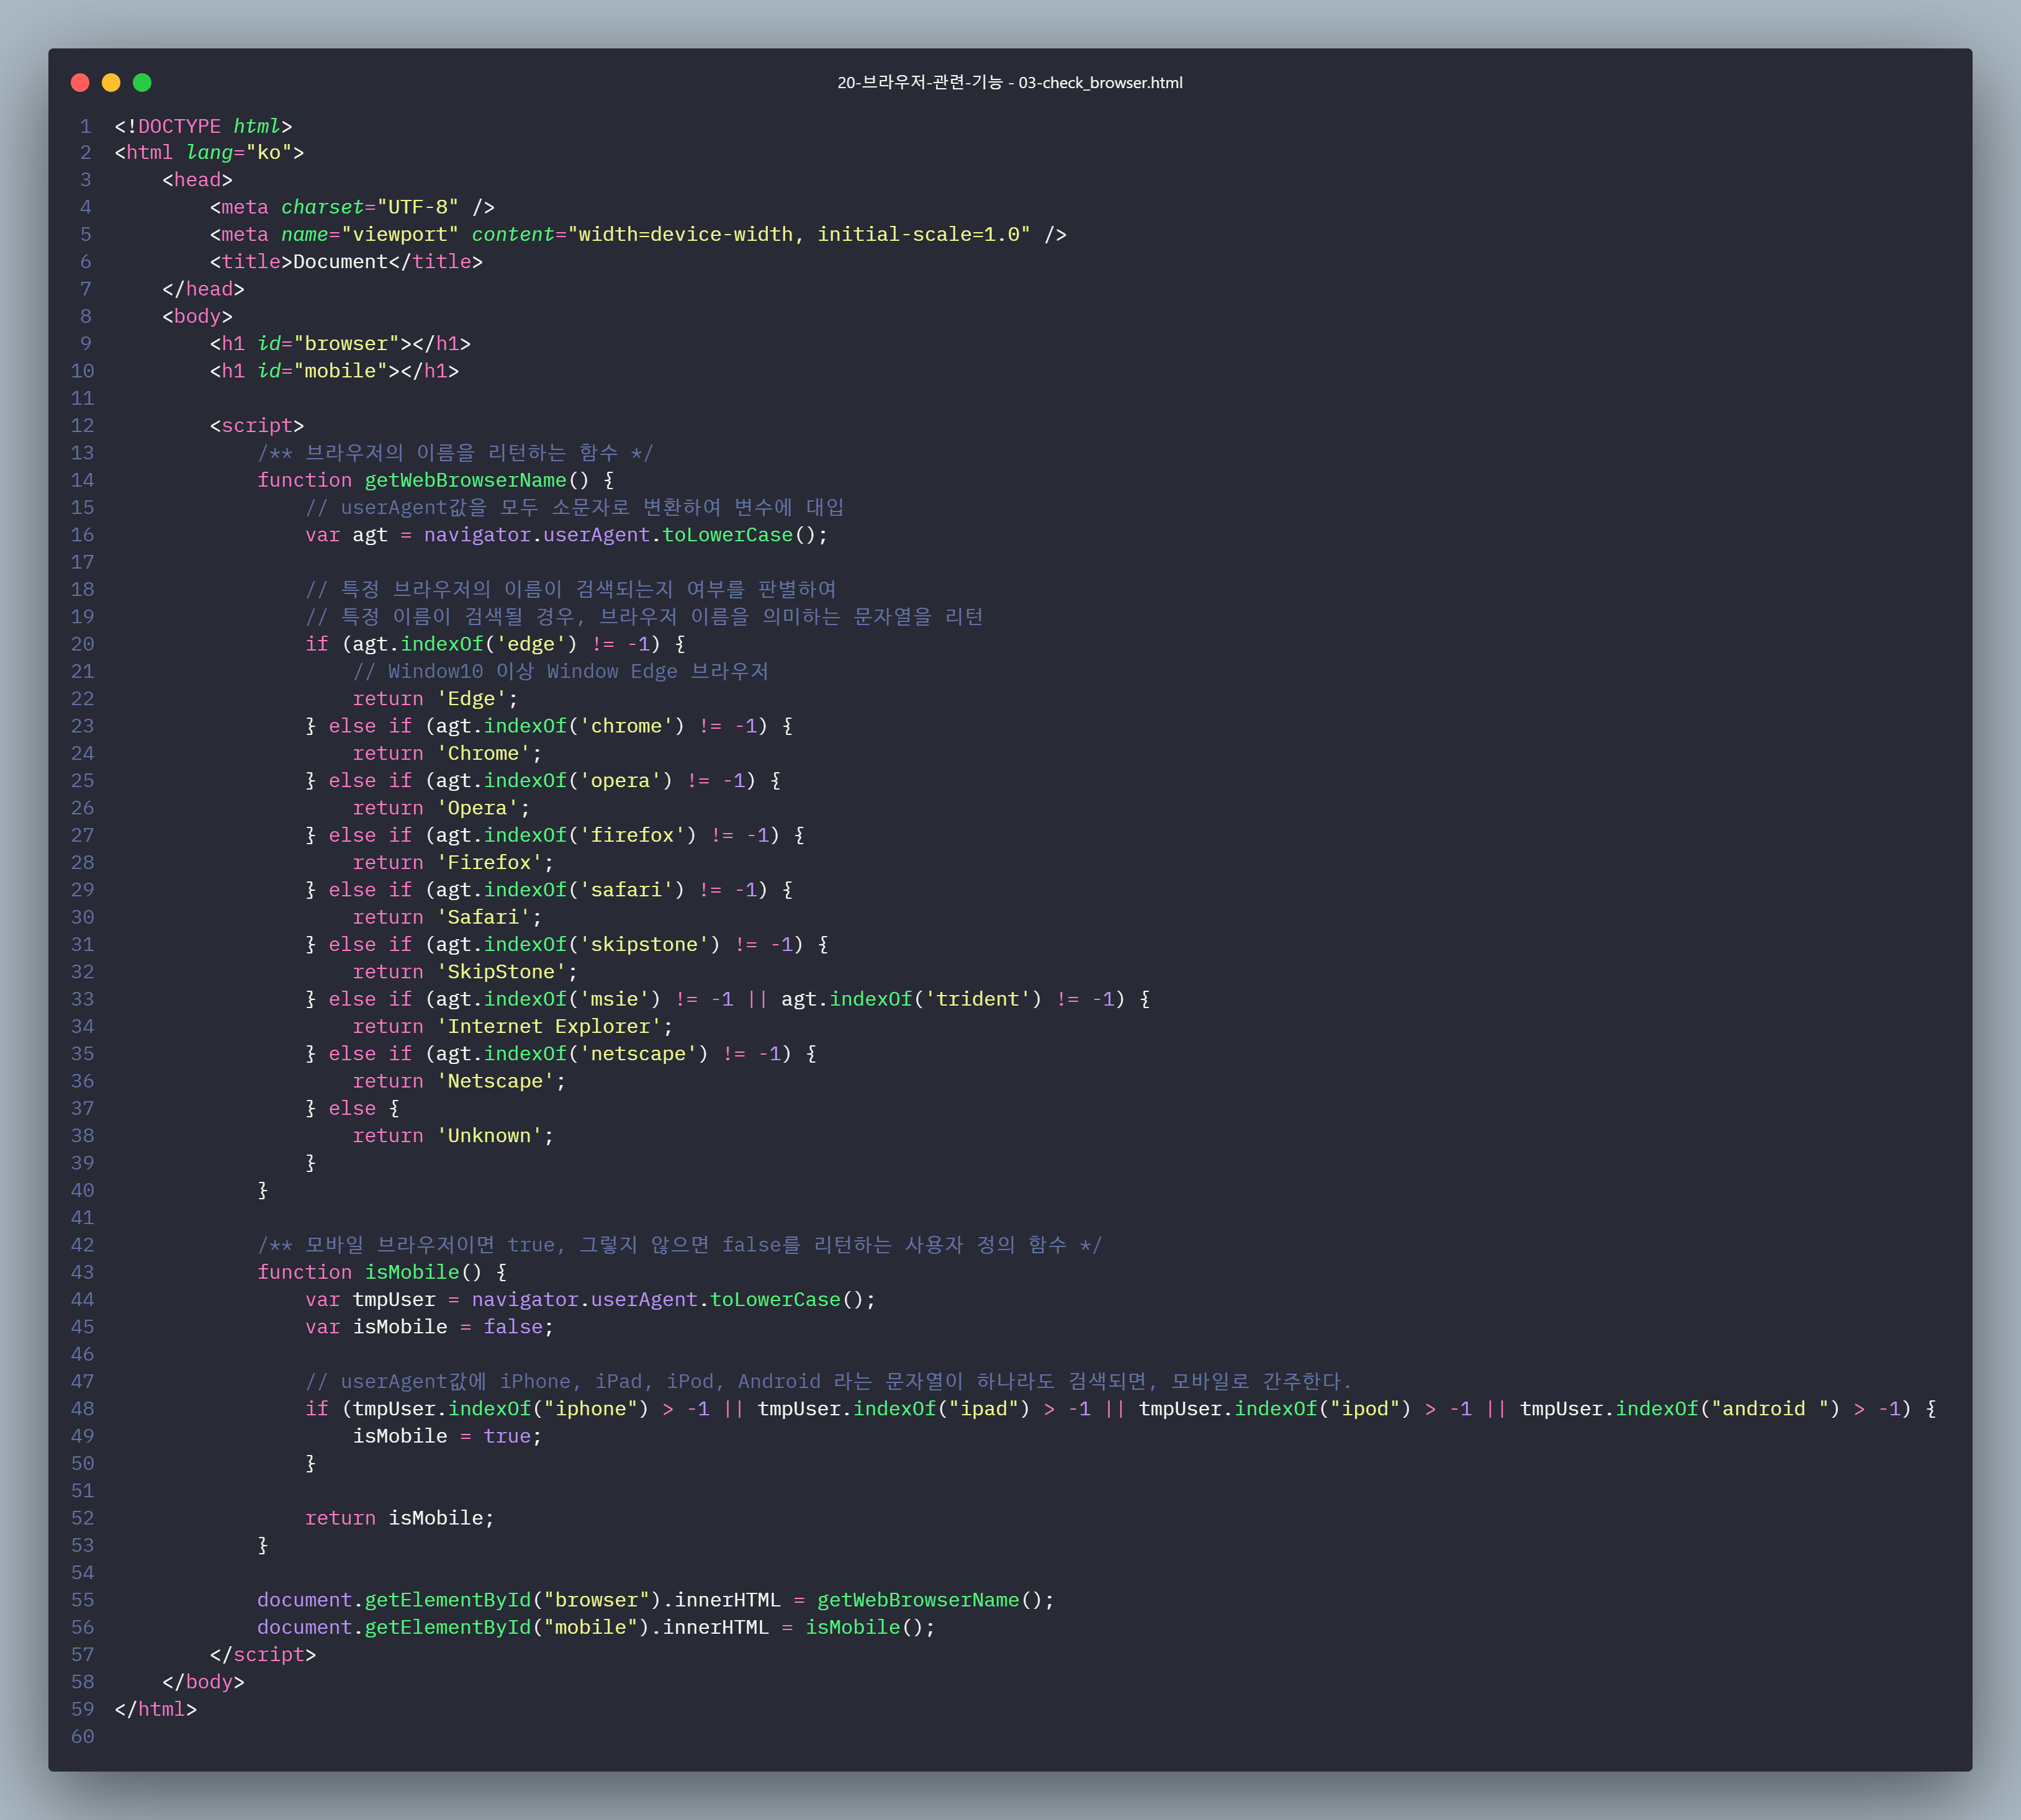 20-브라우저-관련-기능 - 03-check_browser.html
1 <!DOCTYPE html>
2 <html lang="ko">
3     <head>
4         <meta charset="UTF-8" />
5         <meta name="viewport" content="width=device-width, initial-scale=1.0" />
6         <title>Document</title>
7     </head>
8     <body>
9         <h1 id="browser"></h1>
10         <h1 id="mobile"></h1>
11
12         <script>
13             /** 브라우저의 이름을 리턴하는 함수 */
14             function getWebBrowserName() {
15                 // userAgent값을 모두 소문자로 변환하여 변수에 대입
16                 var agt = navigator.userAgent.toLowerCase();
17
18                 // 특정 브라우저의 이름이 검색되는지 여부를 판별하여
19                 // 특정 이름이 검색될 경우, 브라우저 이름을 의미하는 문자열을 리턴
20                 if (agt.indexOf('edge') != -1) {
21                     // Window10 이상 Window Edge 브라우저
22                     return 'Edge';
23                 } else if (agt.indexOf('chrome') != -1) {
24                     return 'Chrome';
25                 } else if (agt.indexOf('opera') != -1) {
26                     return 'Opera';
27                 } else if (agt.indexOf('firefox') != -1) {
28                     return 'Firefox';
29                 } else if (agt.indexOf('safari') != -1) {
30                     return 'Safari';
31                 } else if (agt.indexOf('skipstone') != -1) {
32                     return 'SkipStone';
33                 } else if (agt.indexOf('msie') != -1 || agt.indexOf('trident') != -1) {
34                     return 'Internet Explorer';
35                 } else if (agt.indexOf('netscape') != -1) {
36                     return 'Netscape';
37                 } else {
38                     return 'Unknown';
39                 }
40             }
41
42             /** 모바일 브라우저이면 true, 그렇지 않으면 false를 리턴하는 사용자 정의 함수 */
43             function isMobile() {
44                 var tmpUser = navigator.userAgent.toLowerCase();
45                 var isMobile = false;
46
47                 // userAgent값에 iPhone, iPad, iPod, Android 라는 문자열이 하나라도 검색되면, 모바일로 간주한다.
48                 if (tmpUser.indexOf("iphone") > -1 || tmpUser.indexOf("ipad") > -1 || tmpUser.indexOf("ipod") > -1 || tmpUser.indexOf("android ") > -1) {
49                     isMobile = true;
50                 }
51
52                 return isMobile;
53             }
54
55             document.getElementById("browser").innerHTML = getWebBrowserName();
56             document.getElementById("mobile").innerHTML = isMobile();
57         </script>
58     </body>
59 </html>
60